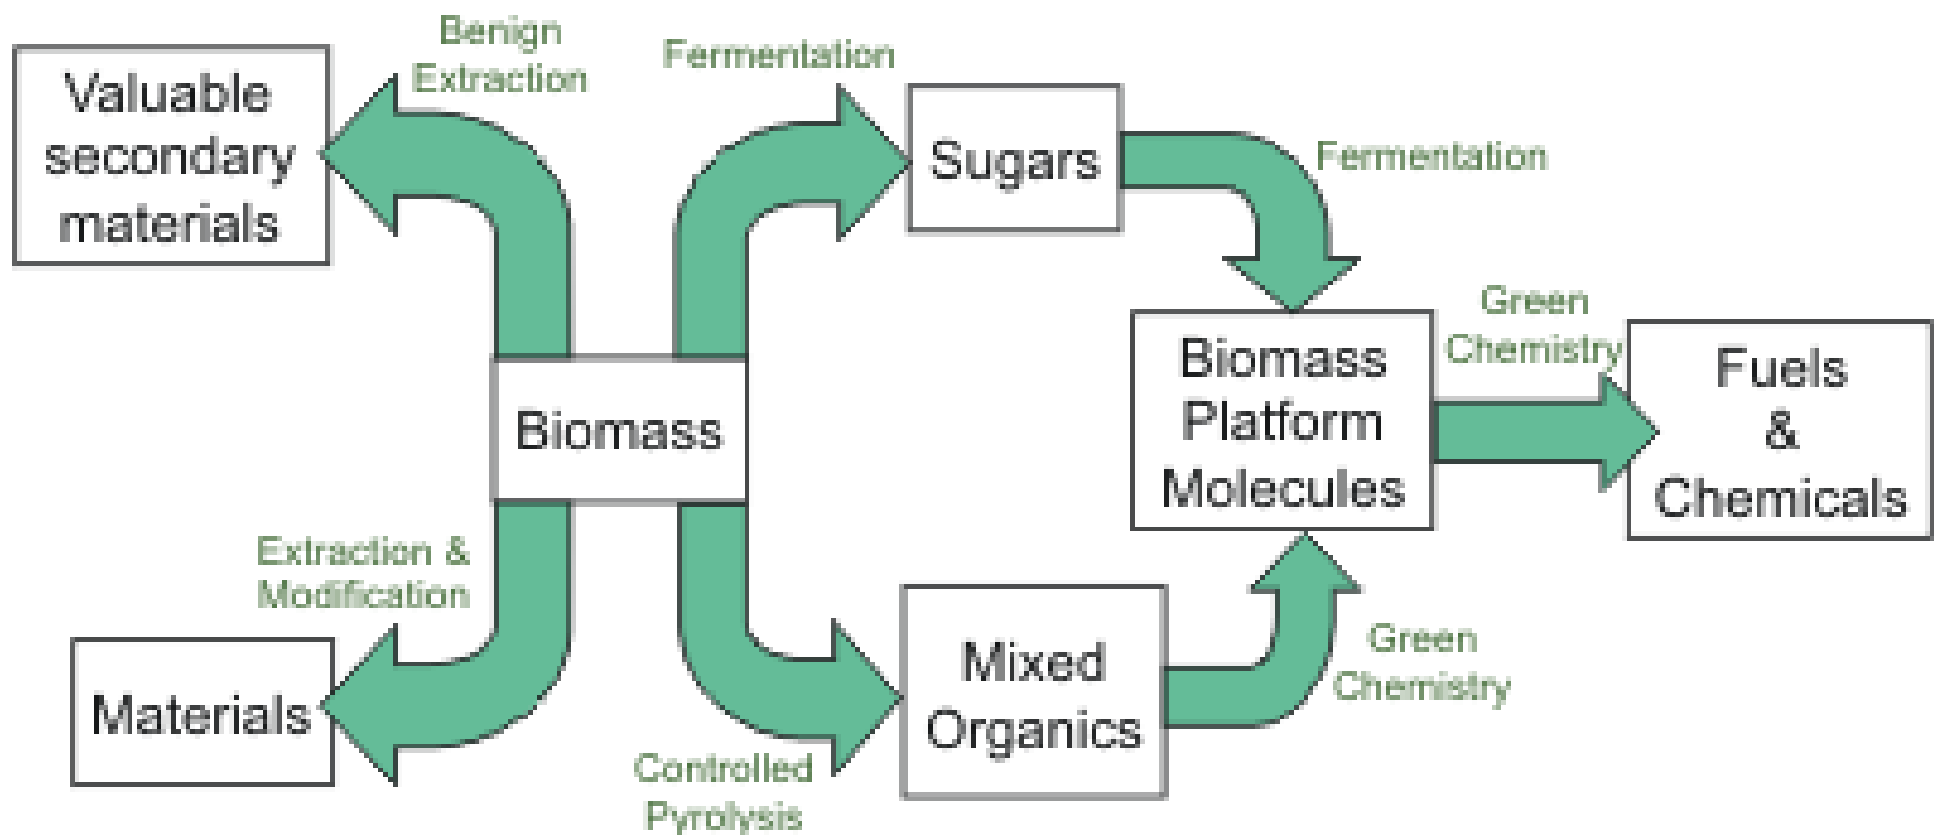 Benign
Extraction
Fermentation
Valuable
secondary
materials
Sugars
Fermentation
Green
Chemistry
Biomass
Platform
Molecules
Fuels
&
Chemicals
Biomass
Extraction &
Modification
Materials
Mixed
Organics
Green
Chemistry
Controlled
Pyrolysis